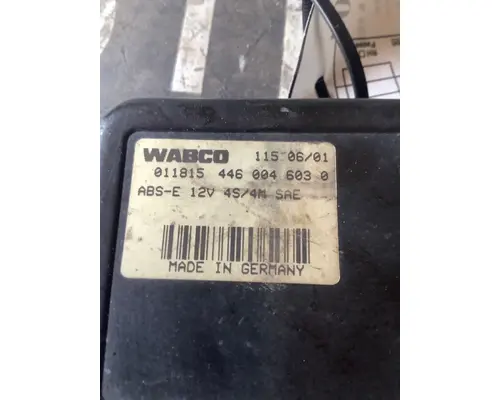 WABCO 115 06/01
011815 446 004 603 0
ABS-E 12V 4S/4M SAE
MADE IN GERMANY